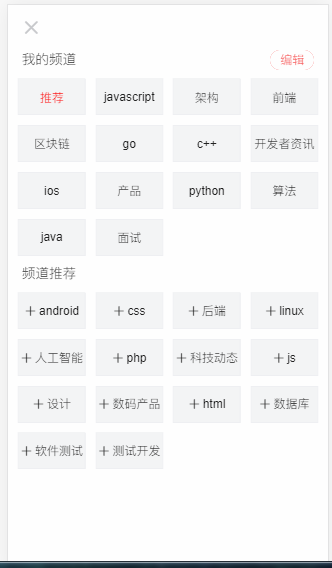 我的频道 编辑
推荐 javascript 架构 前端
区块链 go c++ 开发者资讯
ios 产品 python 算法
java 面试
频道推荐
+ android + css + 后端 + linux
+ 人工智能 + php + 科技动态 + js
+ 设计 + 数码产品 + html + 数据库
+ 软件测试 + 测试开发